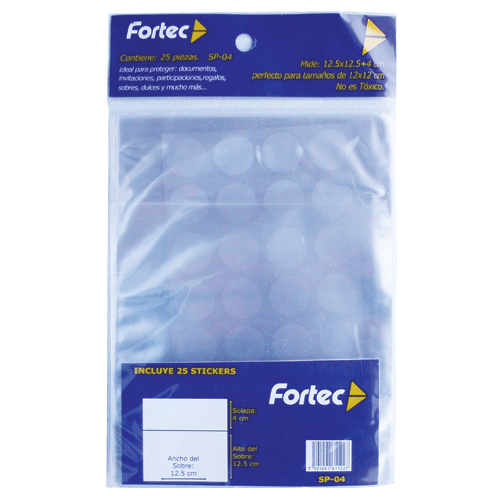 Fortec
Contiene: 25 piezas. SP-04
Ideal para proteger: documentos,
invitaciones, participaciones,regalos,
sobres, dulces y mucho más...
Mide: 12.5x12.5+4 cm
perfecto para tamaños de 12x12 cm
No es Tóxico.
INCLUYE 25 STICKERS
Fortec
Solapa:
4 cm
Ancho del
Sobre:
12.5 cm
Alto del
Sobre:
12.5 cm
SP-04